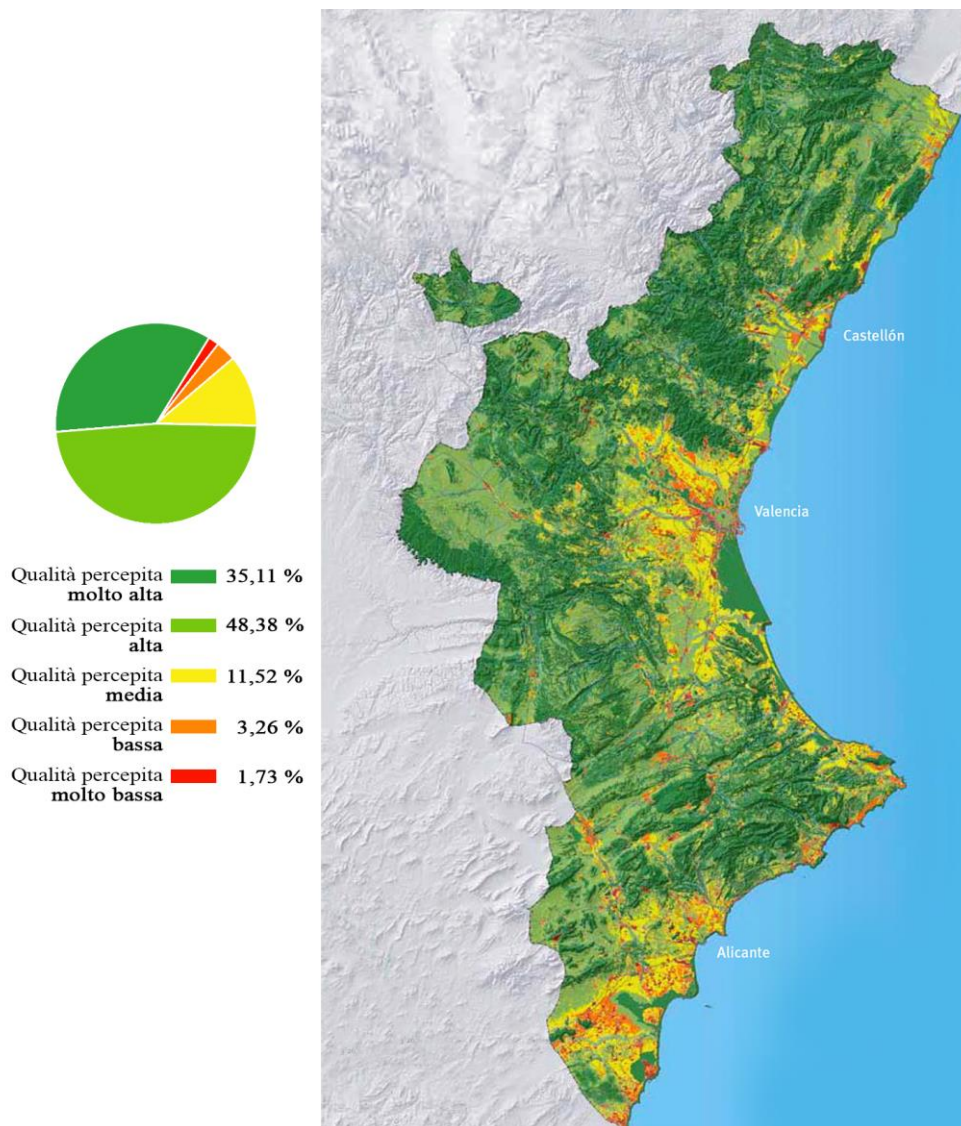 Castellón
Valencia
Qualità percepita
molto alta
35,11 %
Qualità percepita
alta
48,38 %
Qualità percepita
media
11,52 %
Qualità percepita
bassa
3,26 %
Qualità percepita
molto bassa
1,73 %
Alicante